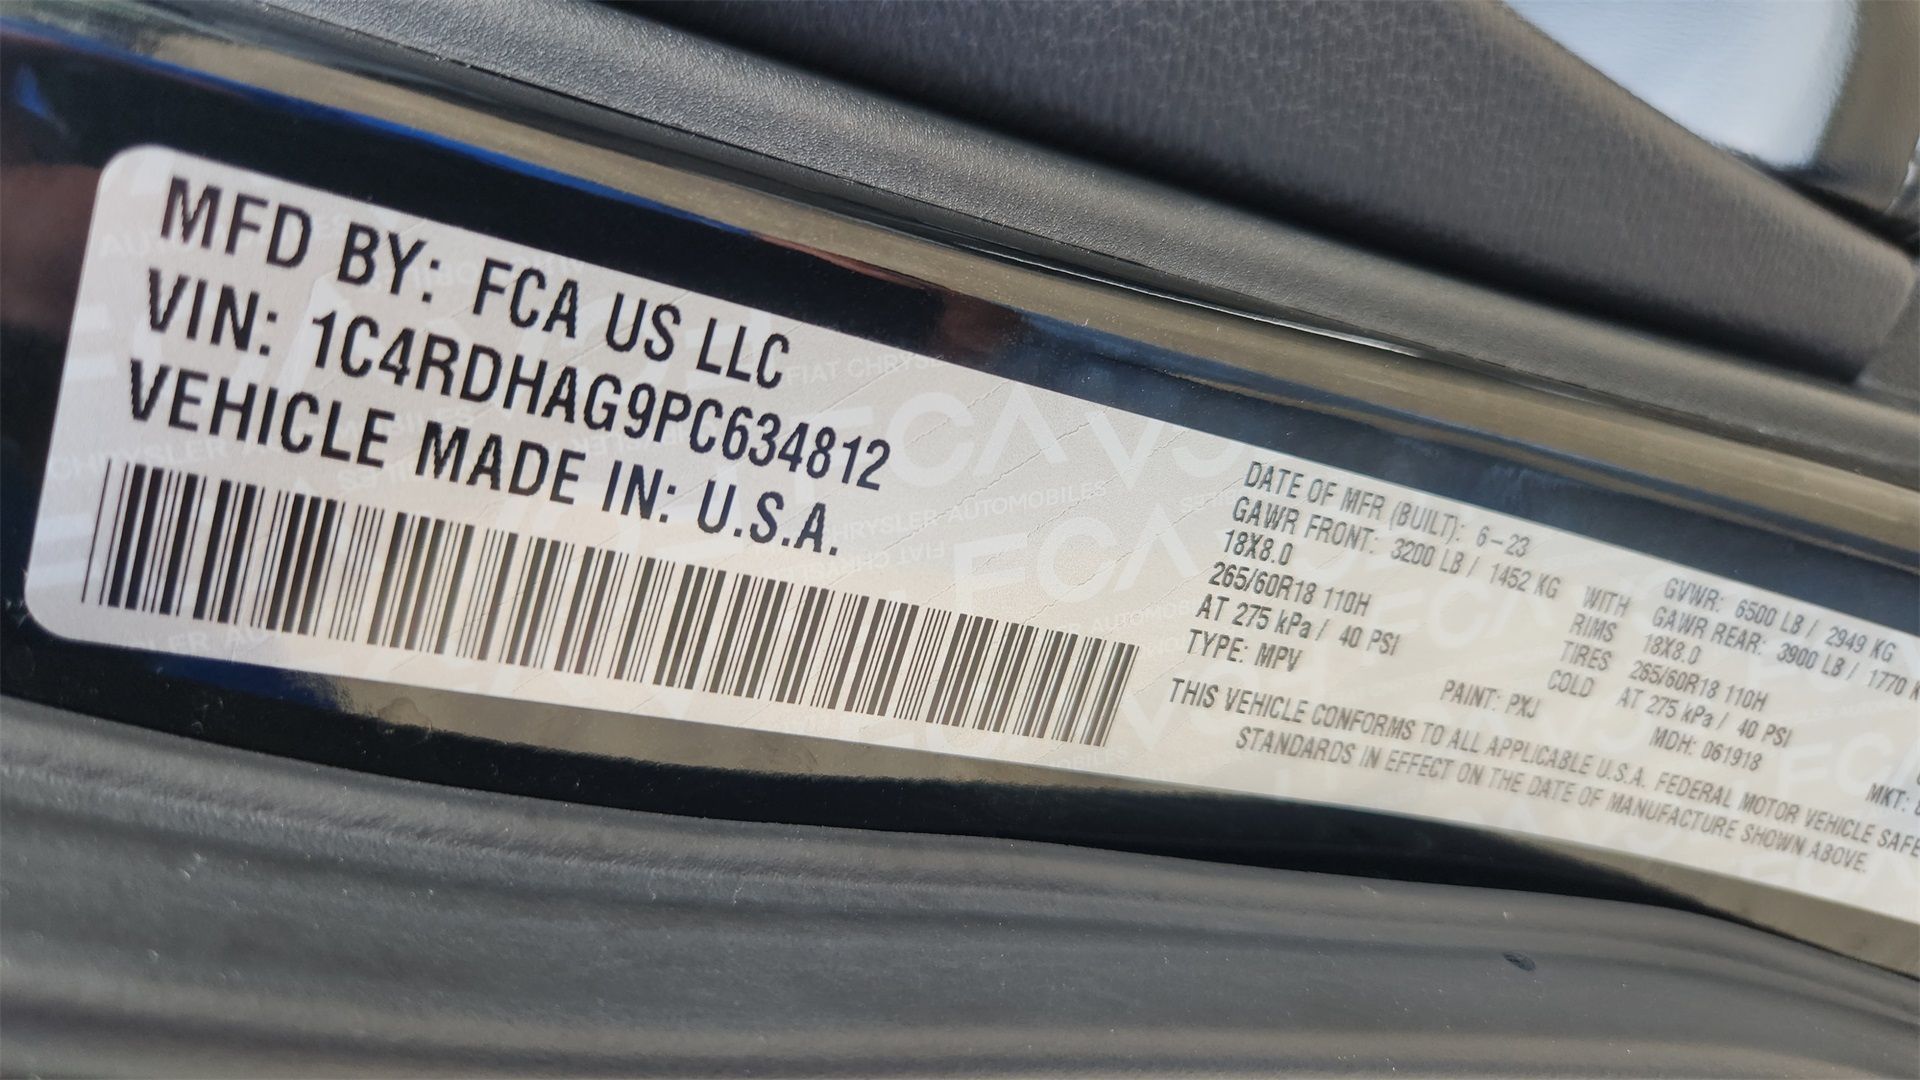 MFD BY: FCA US LLC
VIN: 1C4RDHAG9PC634812
VEHICLE MADE IN: U.S.A.
DATE OF MFR (BUILT): 6-23
GVWR: 6500 LB / 2949 KG
GAWR FRONT: 3200 LB / 1452 KG WITH GAWR REAR: 3900 LB / 1770
18X8.0 RIMS 18X8.0
265/60R18 110H TIRES 265/60R18 110H
AT 275 kPa / 40 PSI COLD AT 275 kPa / 40 PSI
TYPE: MPV PAINT: PXJ MDH: 061918 MKT:
THIS VEHICLE CONFORMS TO ALL APPLICABLE U.S.A. FEDERAL MOTOR VEHICLE
STANDARDS IN EFFECT ON THE DATE OF MANUFACTURE SHOWN ABOVE.